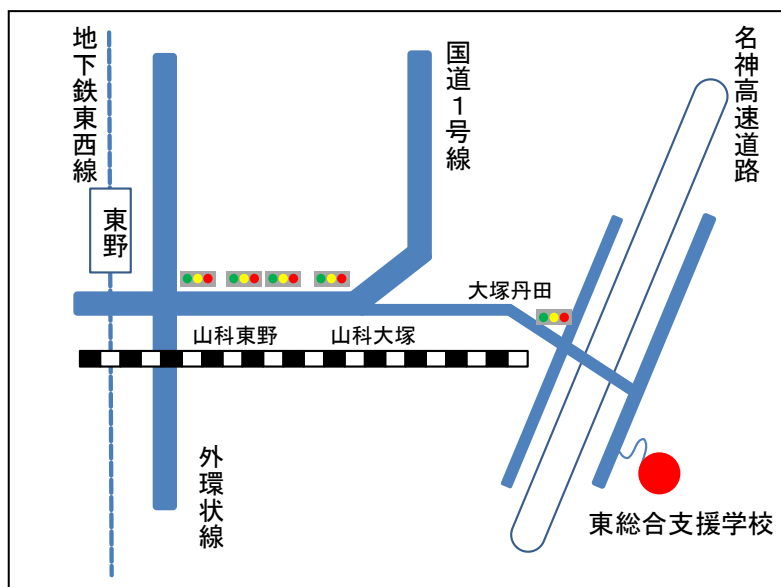 地下鉄東西線
国道１号線
名神高速道路
東野
大塚丹田
山科東野
山科大塚
外環状線
東総合支援学校